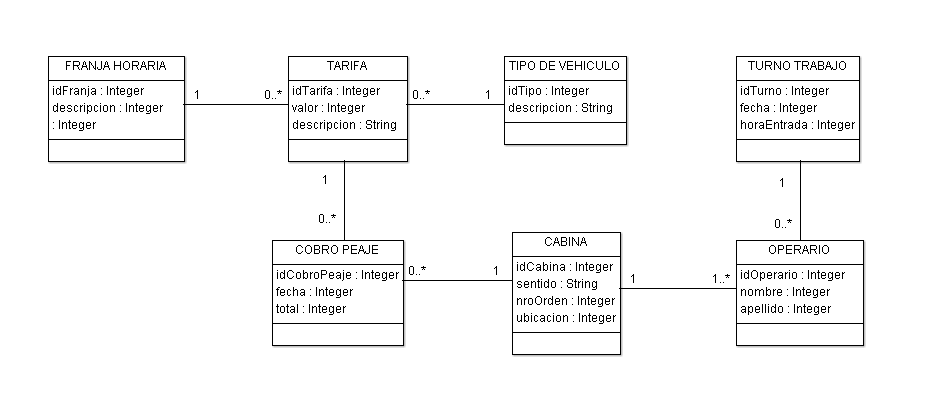 FRANJA HORARIA
idFranja : Integer
descripcion : Integer
: Integer
1
0..*
TARIFA
idTarifa : Integer
valor : Integer
descripcion : String
0..*
1
TIPO DE VEHICULO
idTipo : Integer
descripcion : String
TURNO TRABAJO
idTurno : Integer
fecha : Integer
horaEntrada : Integer
1
0..*
1
0..*
COBRO PEAJE
idCobroPeaje : Integer
fecha : Integer
total : Integer
0..*
1
CABINA
idCabina : Integer
sentido : String
nroOrden : Integer
ubicacion : Integer
1
1..*
OPERARIO
idOperario : Integer
nombre : Integer
apellido : Integer